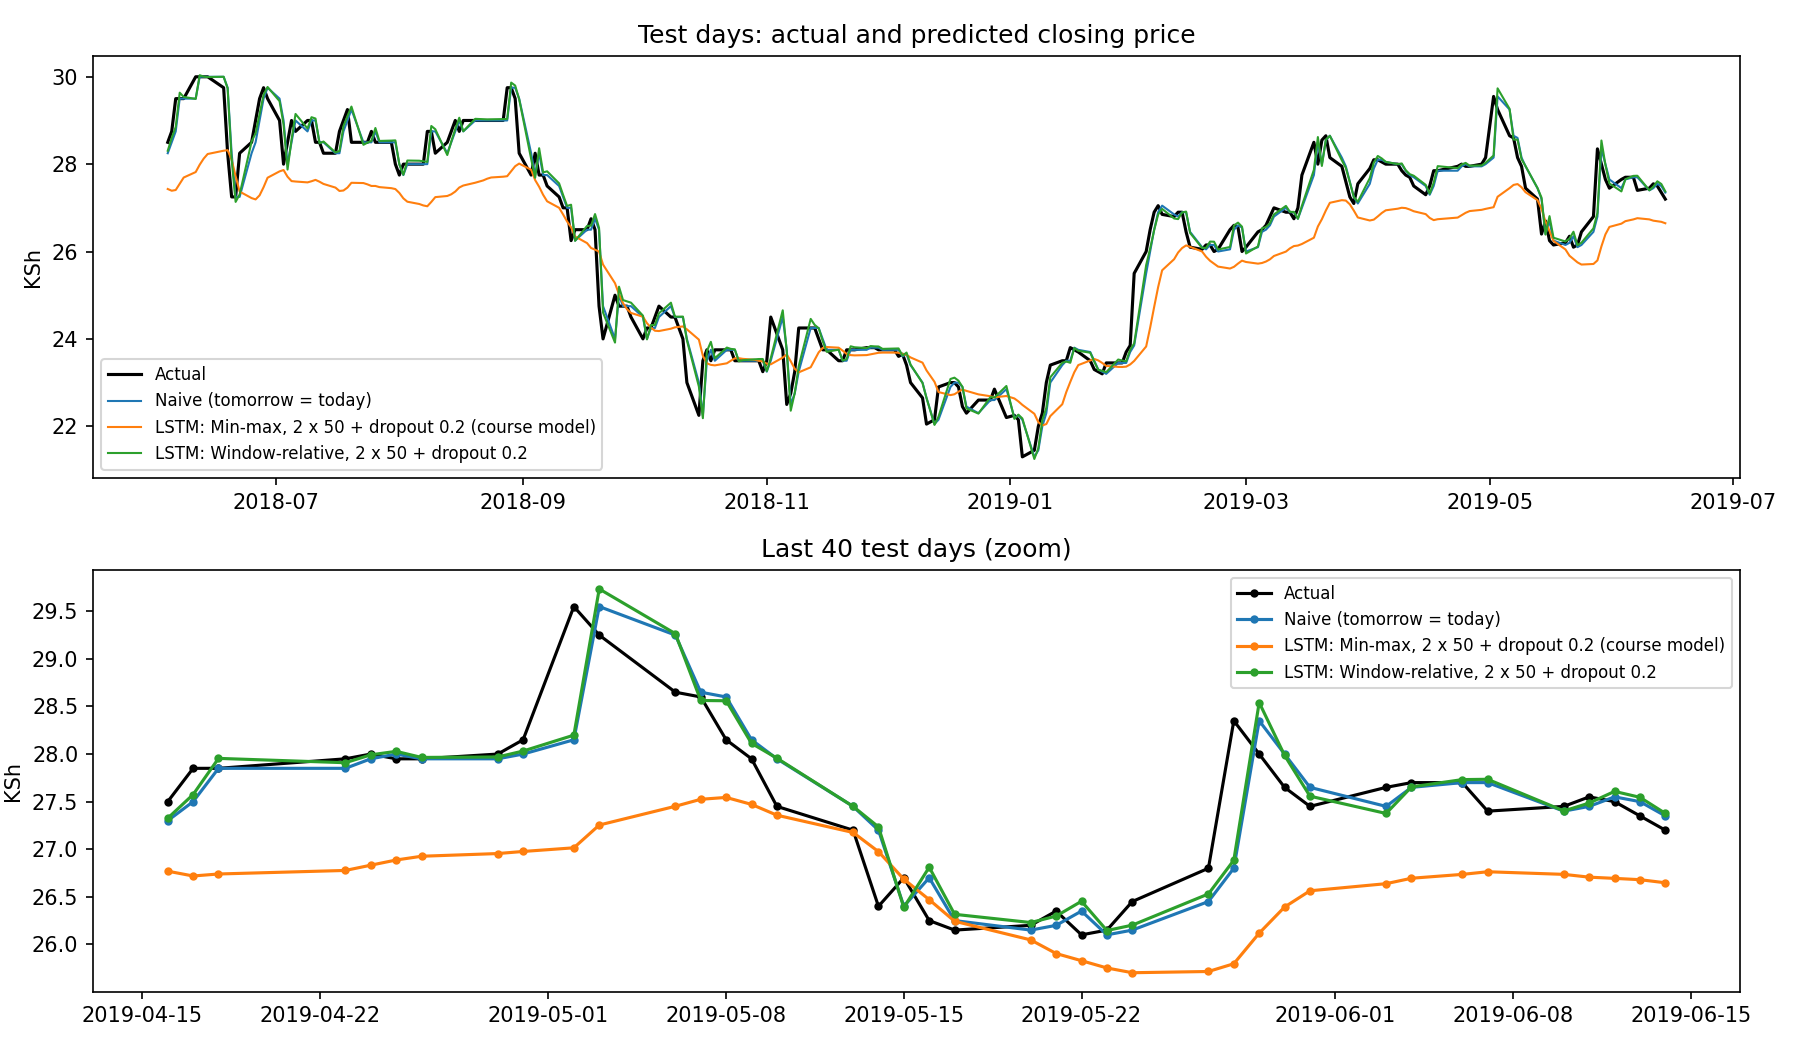 Test days: actual and predicted closing price
KSh
30
28
26
24
22
Actual
Naive (tomorrow = today)
LSTM: Min-max, 2 x 50 + dropout 0.2 (course model)
LSTM: Window-relative, 2 x 50 + dropout 0.2
2018-07 2018-09 2018-11 2019-01 2019-03 2019-05 2019-07
Last 40 test days (zoom)
KSh
29.5
29.0
28.5
28.0
27.5
27.0
26.5
26.0
Actual
Naive (tomorrow = today)
LSTM: Min-max, 2 x 50 + dropout 0.2 (course model)
LSTM: Window-relative, 2 x 50 + dropout 0.2
2019-04-15 2019-04-22 2019-05-01 2019-05-08 2019-05-15 2019-05-22 2019-06-01 2019-06-08 2019-06-15